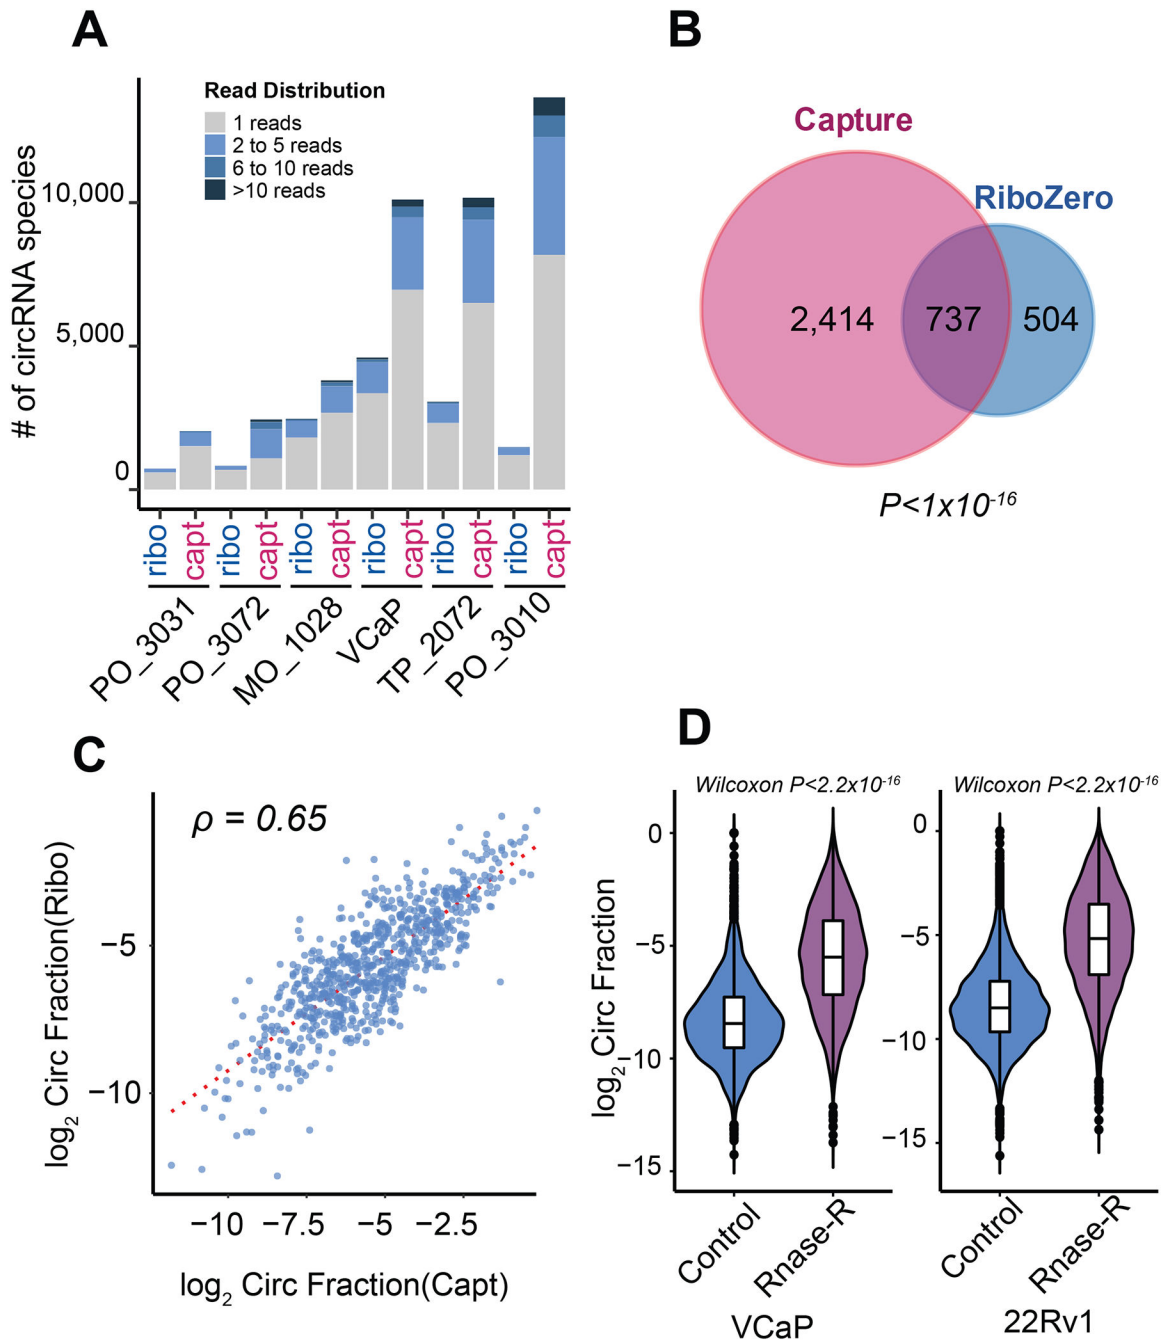 A
Read Distribution
1 reads
2 to 5 reads
6 to 10 reads
>10 reads
# of circRNA species
10,000
5,000
0
ribo capt ribo capt ribo capt ribo capt ribo capt ribo capt
PO_3031 PO_3072 MO_1028 VCaP TP_2072 PO_3010
B
Capture
RiboZero
2,414 737 504
P<1x10-16
C
ρ = 0.65
log2 Circ Fraction(Ribo)
−5
−10
−10 −7.5 −5 −2.5
log2 Circ Fraction(Capt)
D
Wilcoxon P<2.2x10-16
log2 Circ Fraction
0
−5
−10
−15
Control Rnase-R
VCaP
Wilcoxon P<2.2x10-16
0
−5
−10
−15
Control Rnase-R
22Rv1